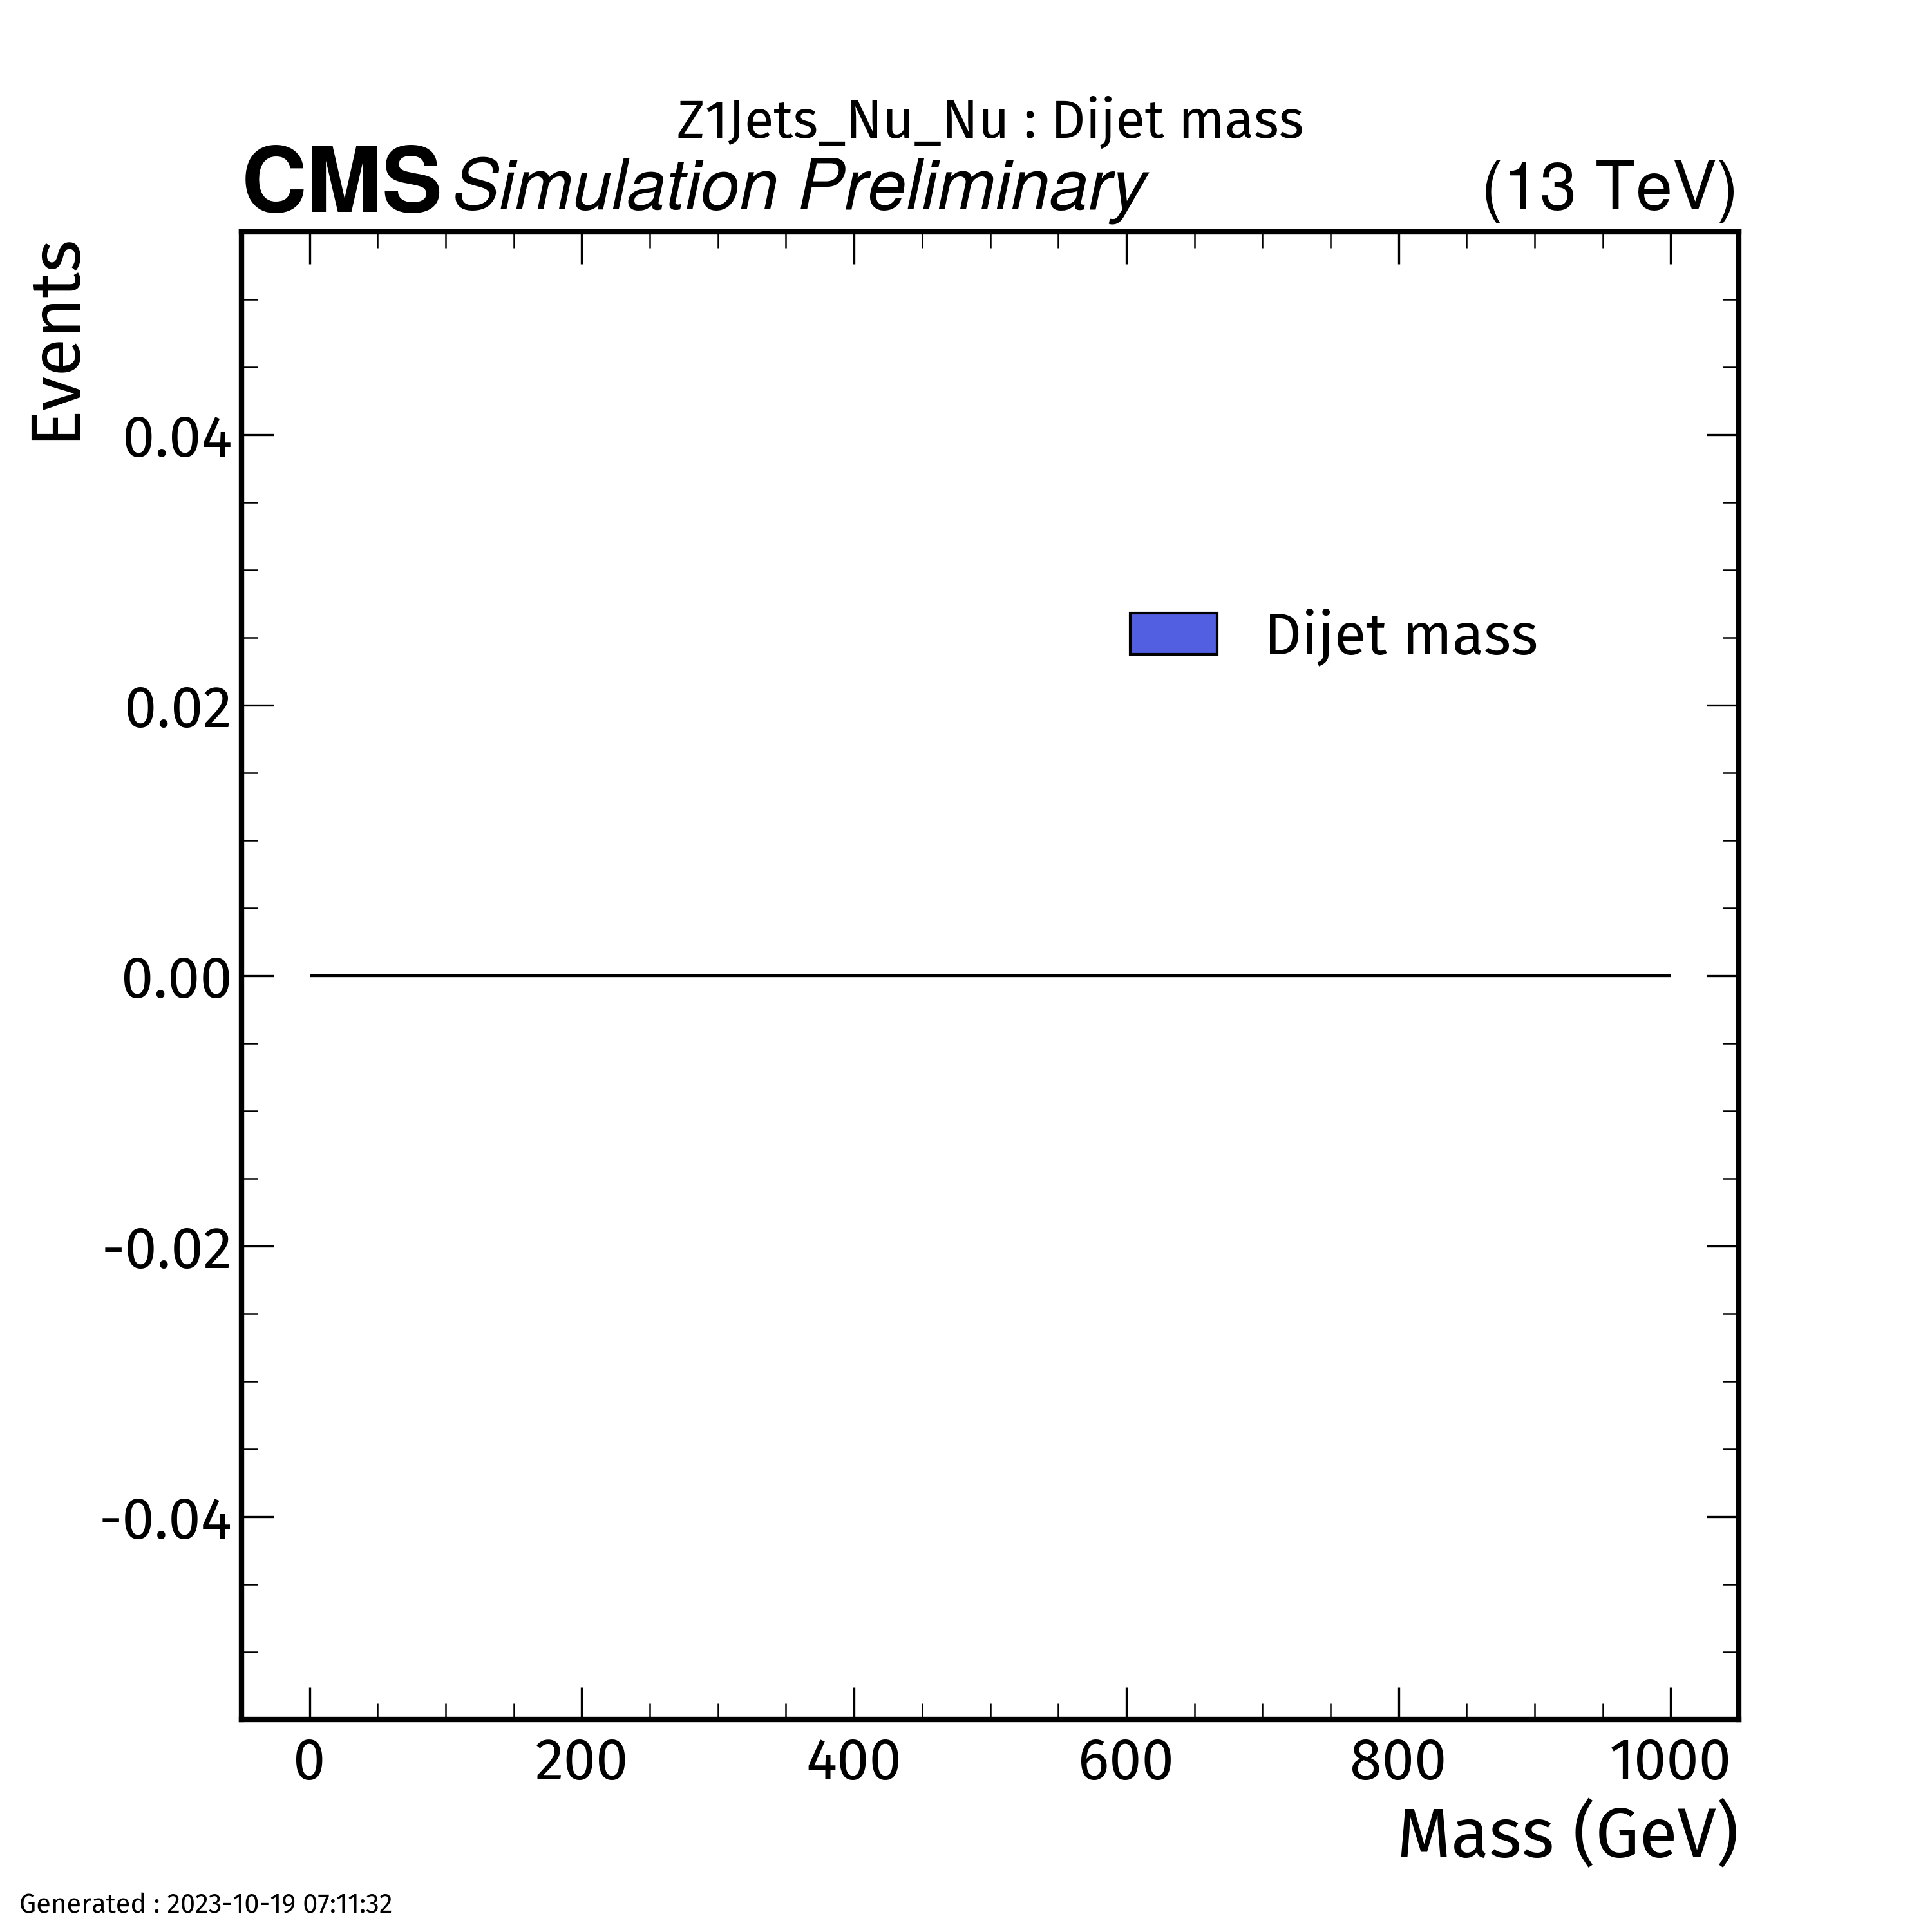 Z1Jets_Nu_Nu : Dijet mass
CMS Simulation Preliminary
(13 TeV)
Events
0.04
Dijet mass
0.02
0.00
-0.02
-0.04
0 200 400 600 800 1000
Mass (GeV)
Generated : 2023-10-19 07:11:32